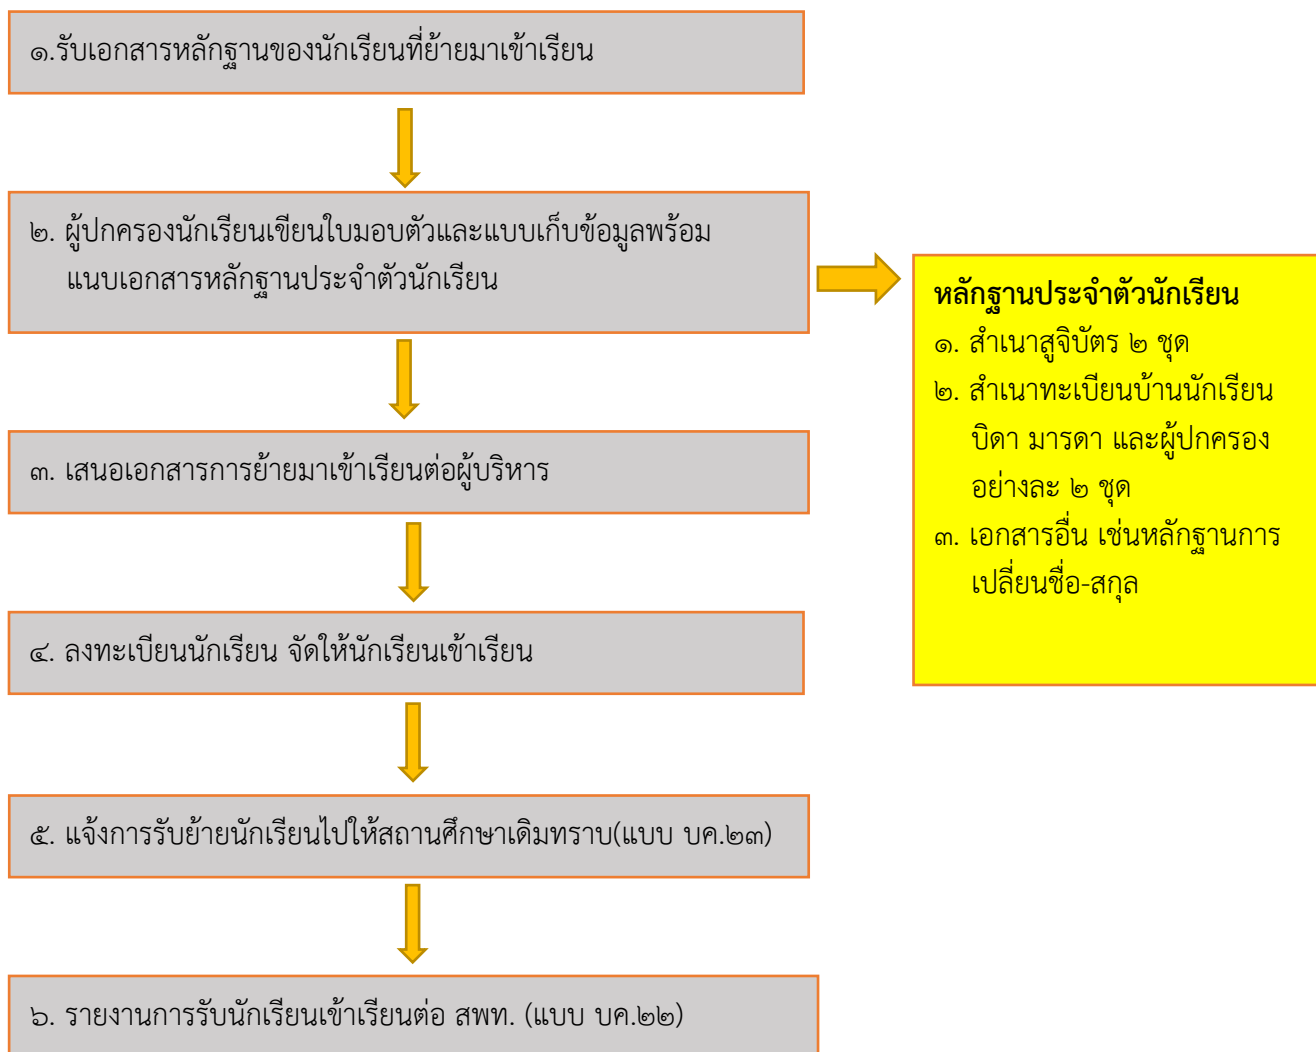 ๑.รับเอกสารหลักฐานของนักเรียนที่ย้ายมาเข้าเรียน
๒. ผู้ปกครองนักเรียนเขียนใบมอบตัวและแบบเก็บข้อมูลพร้อม
แนบเอกสารหลักฐานประจำตัวนักเรียน
หลักฐานประจำตัวนักเรียน
๑. สำเนาสูจิบัตร ๒ ชุด
๒. สำเนาทะเบียนบ้านนักเรียน
บิดา มารดา และผู้ปกครอง
อย่างละ ๒ ชุด
๓. เอกสารอื่น เช่นหลักฐานการ
เปลี่ยนชื่อ-สกุล
๓. เสนอเอกสารการย้ายมาเข้าเรียนต่อผู้บริหาร
๔. ลงทะเบียนนักเรียน จัดให้นักเรียนเข้าเรียน
๕. แจ้งการรับย้ายนักเรียนไปให้สถานศึกษาเดิมทราบ(แบบ บค.๒๓)
๖. รายงานการรับนักเรียนเข้าเรียนต่อ สพท. (แบบ บค.๒๒)